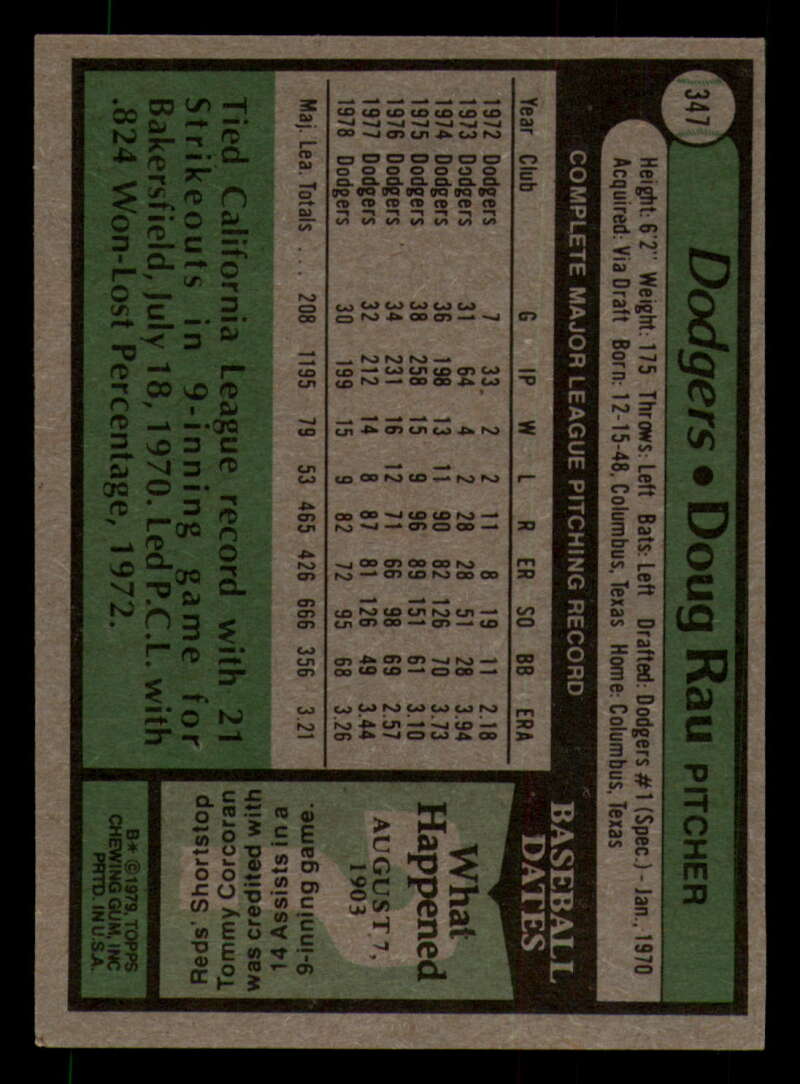 347
Dodgers • Doug Rau PITCHER
Height: 6'2" Weight: 175 Throws: Left Bats: Left Drafted: Dodgers #1 (Spec.) - Jan., 1970
Acquired: Via Draft Born: 12-15-48, Columbus, Texas Home: Columbus, Texas
COMPLETE MAJOR LEAGUE PITCHING RECORD
Year Club G IP W L R ER SO BB ERA
1972 Dodgers 7 33 2 2 11 8 19 11 2.18
1973 Dodgers 31 64 4 2 28 28 51 28 3.94
1974 Dodgers 36 198 13 11 90 82 126 70 3.73
1975 Dodgers 38 258 15 9 96 89 151 61 3.10
1976 Dodgers 34 231 16 12 71 66 98 69 2.57
1977 Dodgers 32 212 14 8 87 81 126 49 3.44
1978 Dodgers 30 199 15 9 82 72 95 68 3.26
Maj. Lea. Totals ... 208 1195 79 53 465 426 666 356 3.21
Tied California League record with 21
Strikeouts in 9-inning game for
Bakersfield, July 18, 1970. Led P.C.L. with
.824 Won-Lost Percentage, 1972.
BASEBALL
DATES
What
Happened
AUGUST 7,
1903
Reds' Shortstop
Tommy Corcoran
was credited with
14 Assists in a
9-inning game.
B* ©1979, TOPPS
CHEWING GUM, INC
PRTD. IN U.S.A.